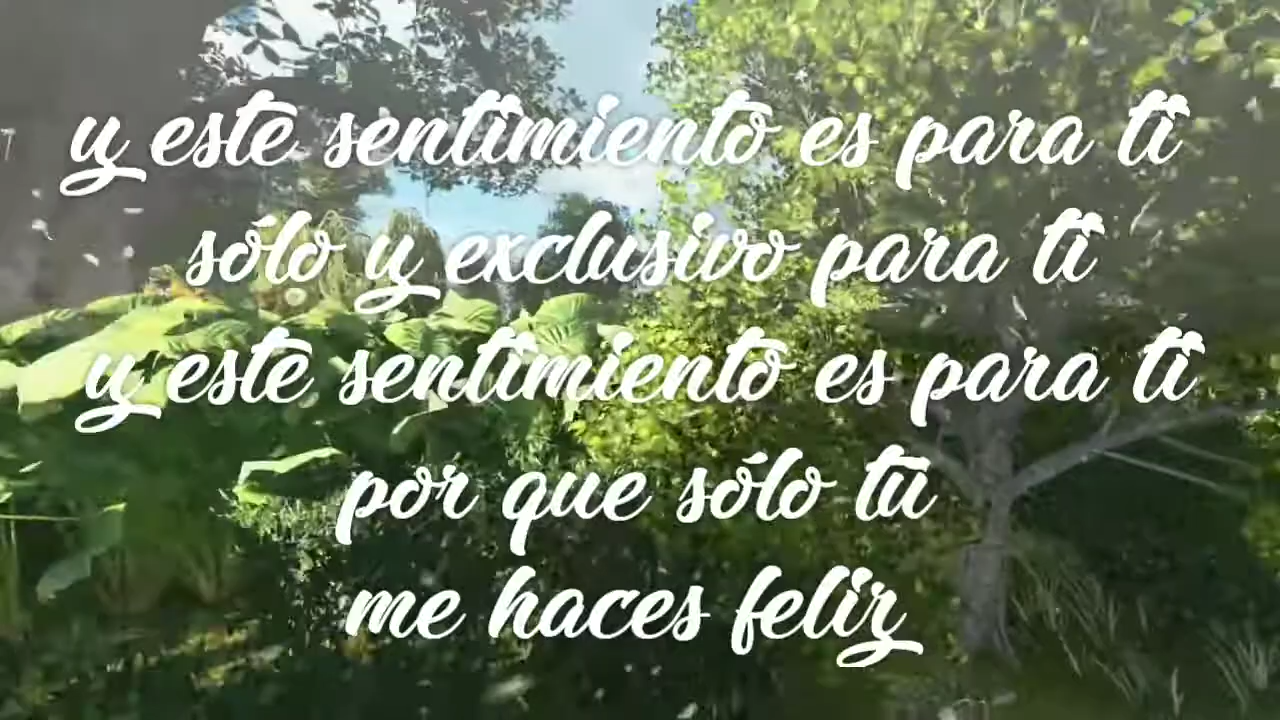 y este sentimiento es para ti
sólo y exclusivo para ti
y este sentimiento es para ti
por que sólo tu
me haces feliz